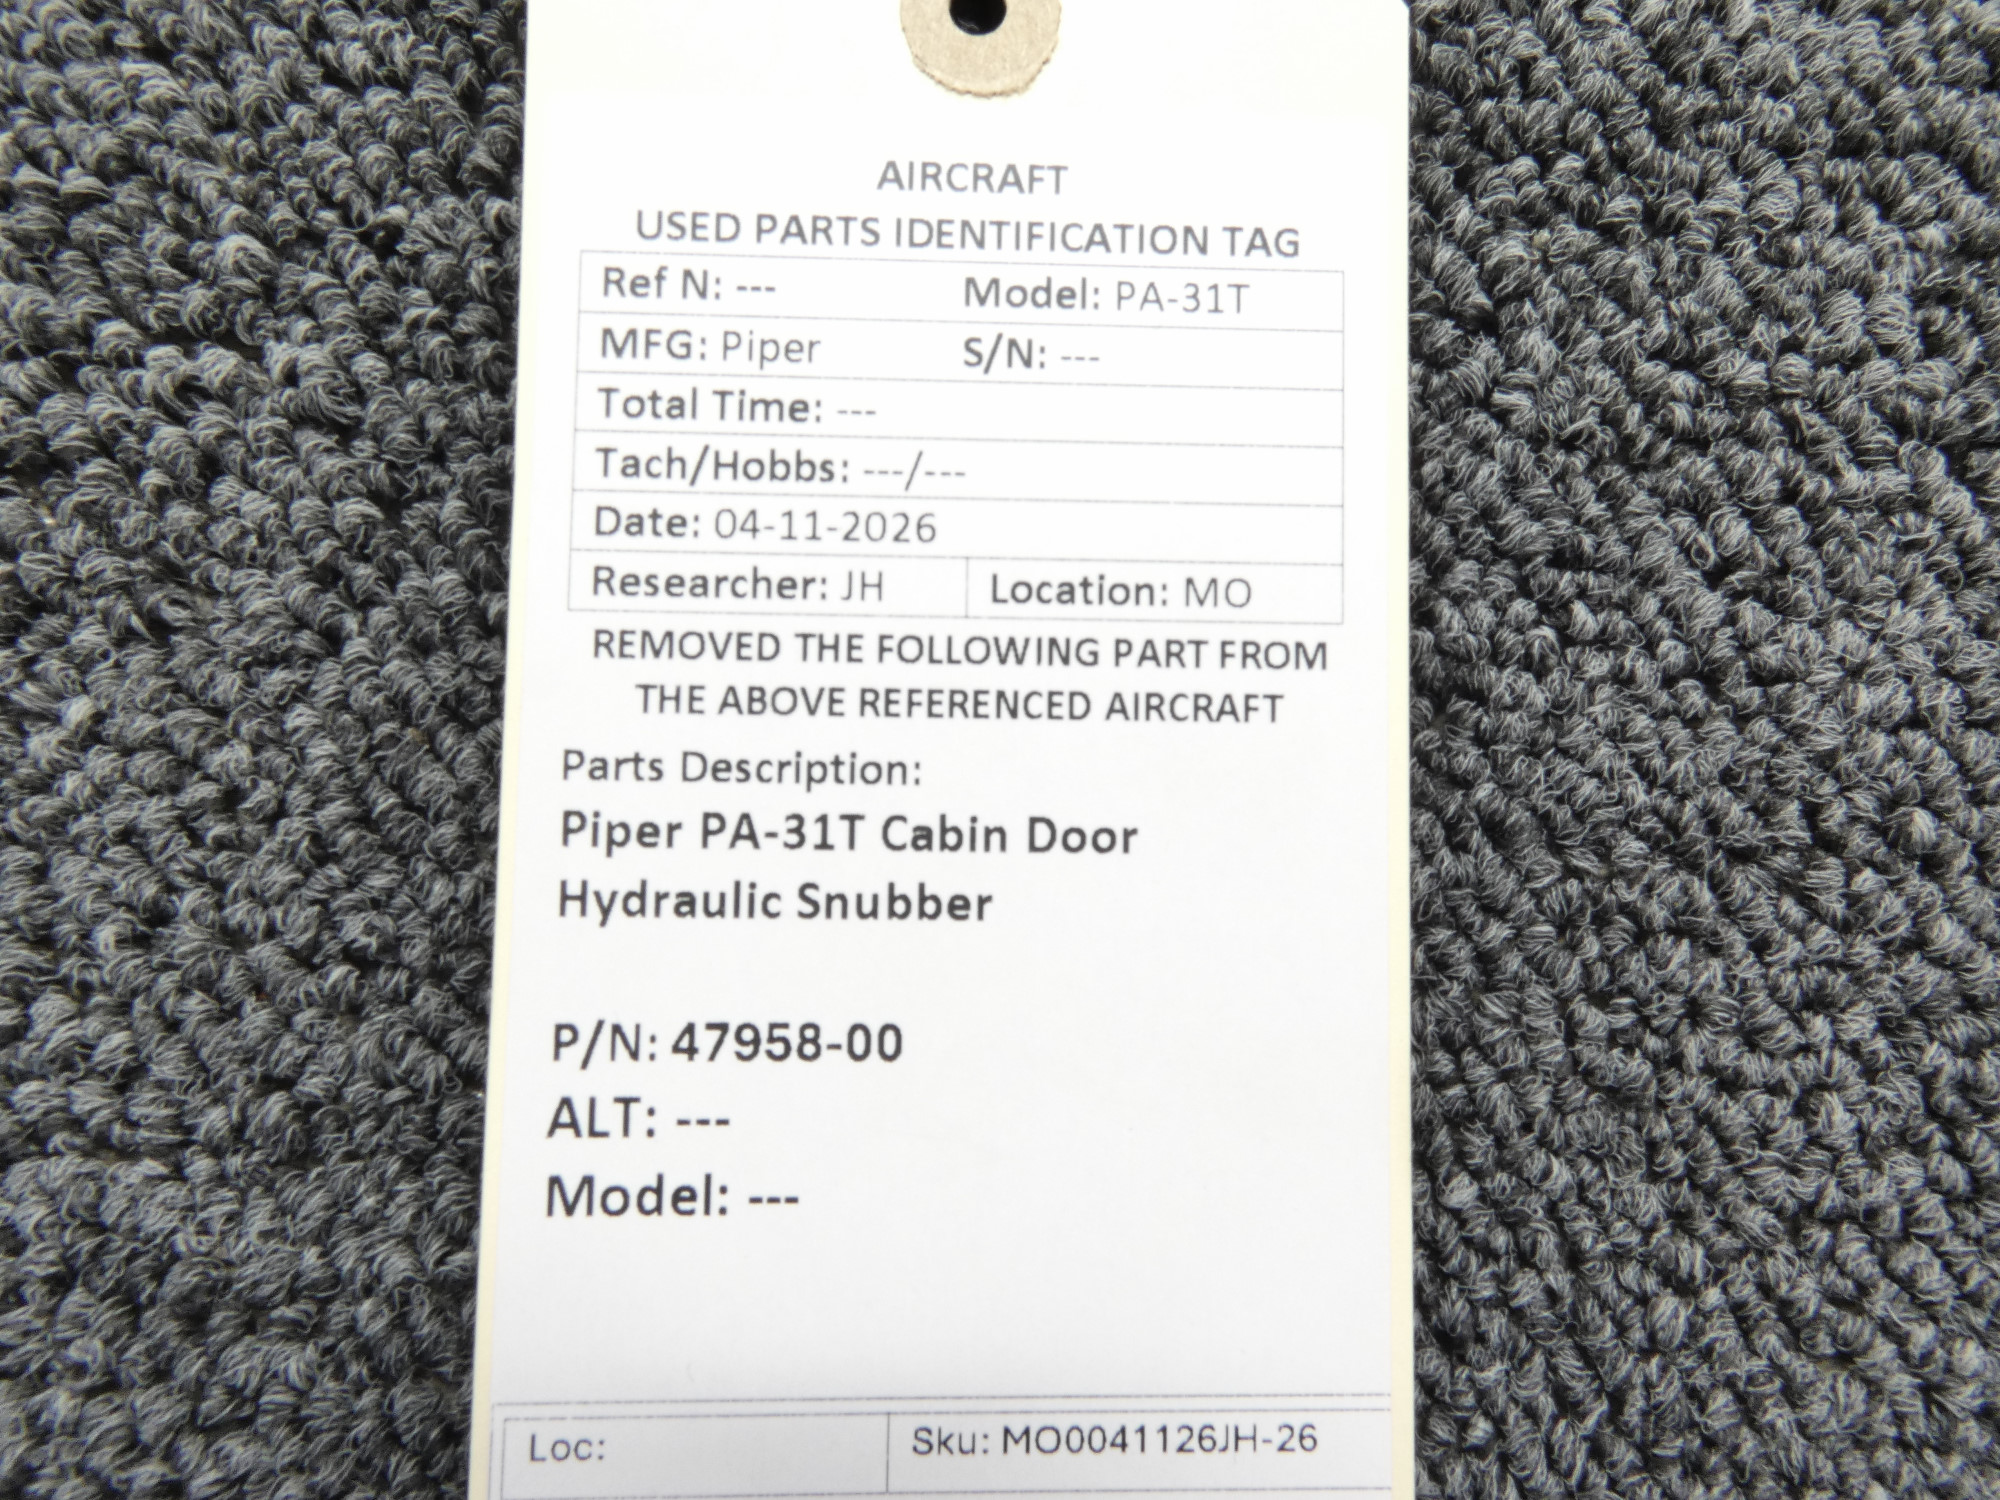 AIRCRAFT
USED PARTS IDENTIFICATION TAG
Ref N: --- Model: PA-31T
MFG: Piper S/N: ---
Total Time: ---
Tach/Hobbs: ---/---
Date: 04-11-2026
Researcher: JH Location: MO
REMOVED THE FOLLOWING PART FROM
THE ABOVE REFERENCED AIRCRAFT
Parts Description:
Piper PA-31T Cabin Door
Hydraulic Snubber
P/N: 47958-00
ALT: ---
Model: ---
Loc: Sku: MO0041126JH-26